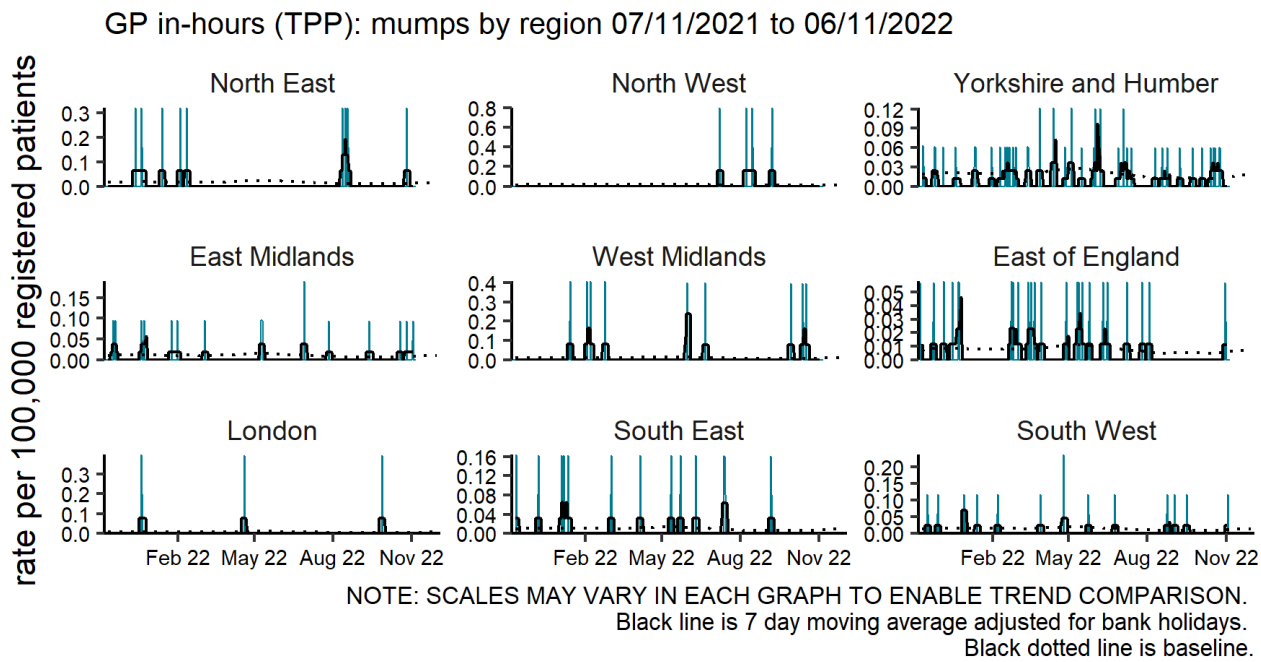 GP in-hours (TPP): mumps by region 07/11/2021 to 06/11/2022
rate per 100,000 registered patients
North East
0.3
0.2
0.1
0.0
North West
0.8
0.6
0.4
0.2
0.0
Yorkshire and Humber
0.12
0.09
0.06
0.03
0.00
East Midlands
0.15
0.10
0.05
0.00
West Midlands
0.4
0.3
0.2
0.1
0.0
East of England
0.05
0.04
0.03
0.02
0.01
0.00
London
0.3
0.2
0.1
0.0
South East
0.16
0.12
0.08
0.04
0.00
South West
0.20
0.15
0.10
0.05
0.00
Feb 22 May 22 Aug 22 Nov 22 Feb 22 May 22 Aug 22 Nov 22 Feb 22 May 22 Aug 22 Nov 22
NOTE: SCALES MAY VARY IN EACH GRAPH TO ENABLE TREND COMPARISON.
Black line is 7 day moving average adjusted for bank holidays.
Black dotted line is baseline.